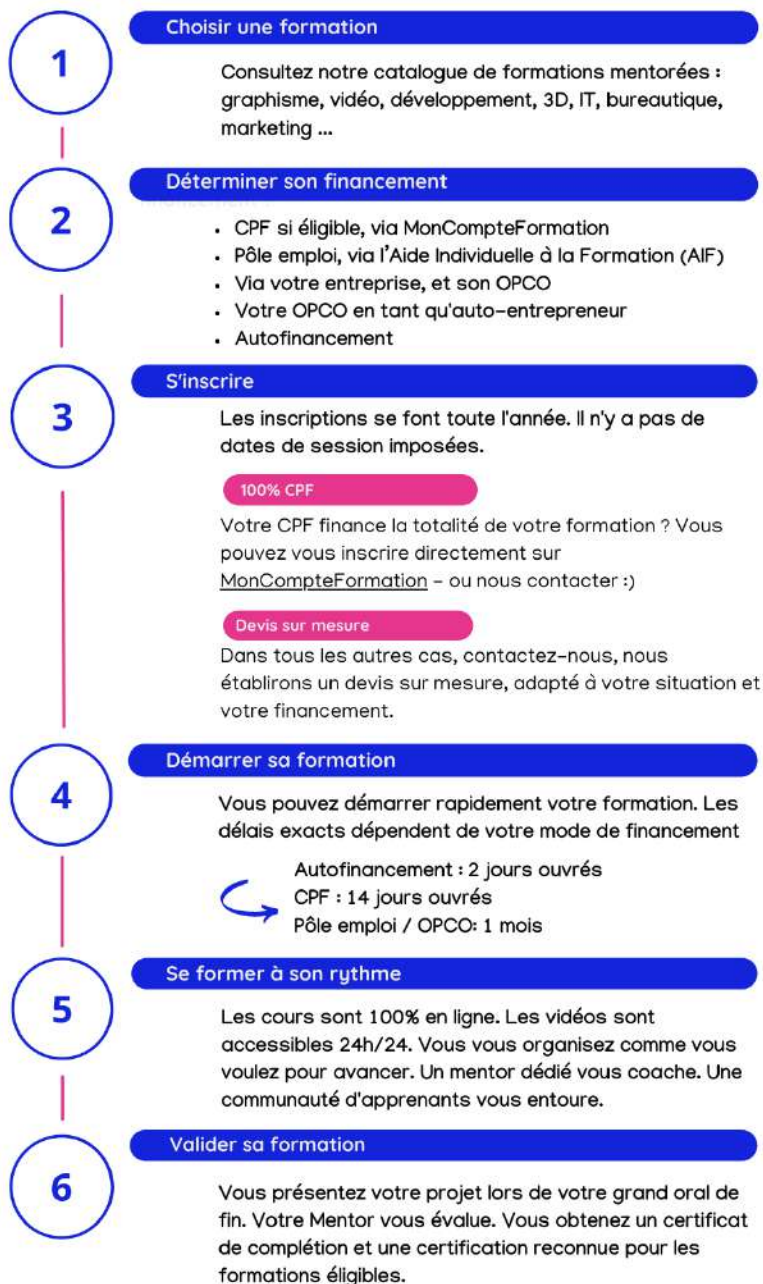 1
Choisir une formation
Consultez notre catalogue de formations mentorées :
graphisme, vidéo, développement, 3D, IT, bureautique,
marketing ...
2
Déterminer son financement
• CPF si éligible, via MonCompteFormation
• Pôle emploi, via l'Aide Individuelle à la Formation (AIF)
• Via votre entreprise, et son OPCO
• Votre OPCO en tant qu'auto-entrepreneur
• Autofinancement
3
S'inscrire
Les inscriptions se font toute l'année. Il n'y a pas de
dates de session imposées.
100% CPF
Votre CPF finance la totalité de votre formation ? Vous
pouvez vous inscrire directement sur
MonCompteFormation - ou nous contacter :)
Devis sur mesure
Dans tous les autres cas, contactez-nous, nous
établirons un devis sur mesure, adapté à votre situation et
votre financement.
4
Démarrer sa formation
Vous pouvez démarrer rapidement votre formation. Les
délais exacts dépendent de votre mode de financement
Autofinancement : 2 jours ouvrés
CPF : 14 jours ouvrés
Pôle emploi / OPCO: 1 mois
5
Se former à son rythme
Les cours sont 100% en ligne. Les vidéos sont
accessibles 24h/24. Vous vous organisez comme vous
voulez pour avancer. Un mentor dédié vous coache. Une
communauté d'apprenants vous entoure.
6
Valider sa formation
Vous présentez votre projet lors de votre grand oral de
fin. Votre Mentor vous évalue. Vous obtenez un certificat
de complétion et une certification reconnue pour les
formations éligibles.